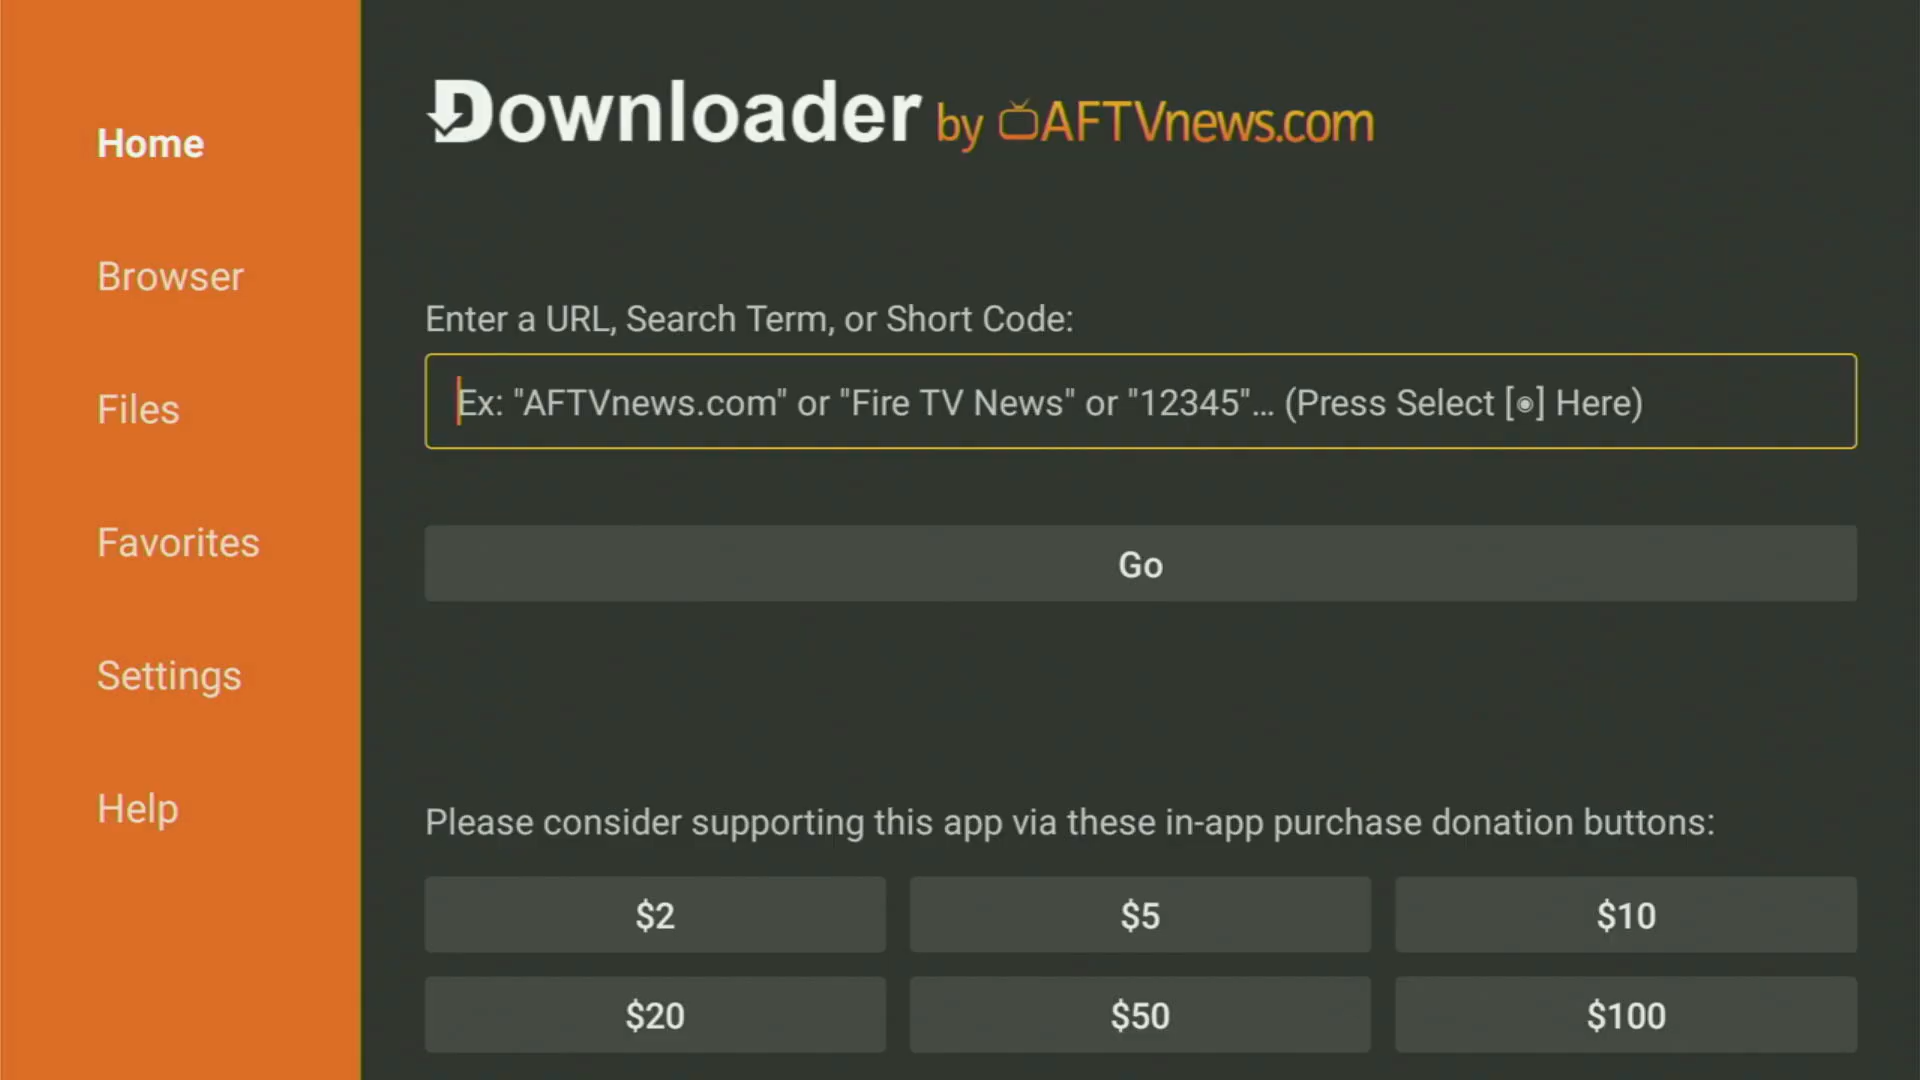 Home
Browser
Files
Favorites
Settings
Help
Downloader by AFTVnews.com
Enter a URL, Search Term, or Short Code:
Ex: "AFTVnews.com" or "Fire TV News" or "12345"... (Press Select [◉] Here)
Go
Please consider supporting this app via these in-app purchase donation buttons:
$2 $5 $10
$20 $50 $100